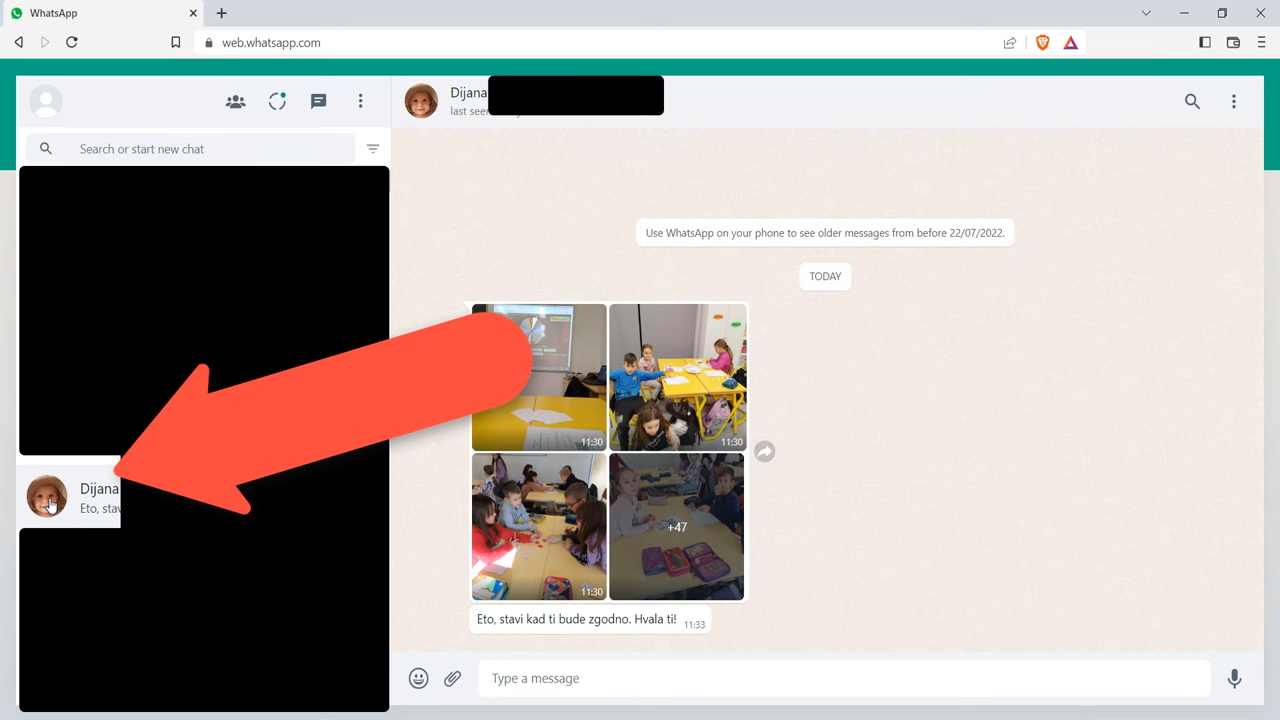 WhatsApp
web.whatsapp.com
Search or start new chat
Dijana
Eto, stav
Dijana
last seen
Use WhatsApp on your phone to see older messages from before 22/07/2022.
TODAY
11:30
11:30
11:30
+47
Eto, stavi kad ti bude zgodno. Hvala ti! 11:33
Type a message